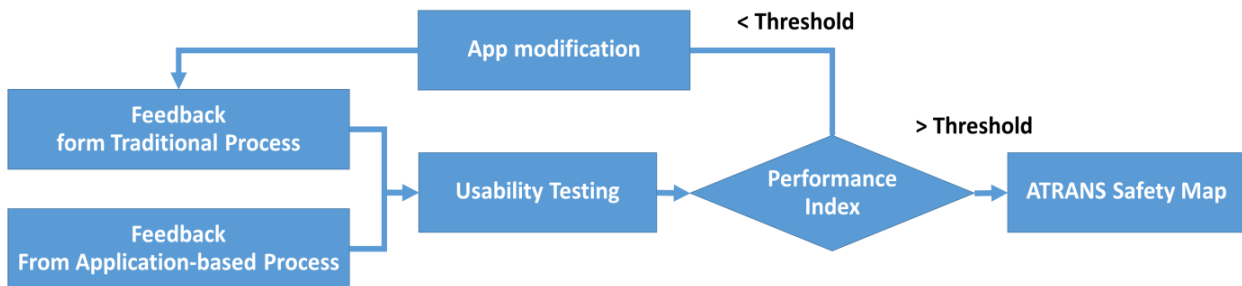 < Threshold
App modification
Feedback
form Traditional Process
> Threshold
Usability Testing
Performance
Index
ATRANS Safety Map
Feedback
From Application-based Process